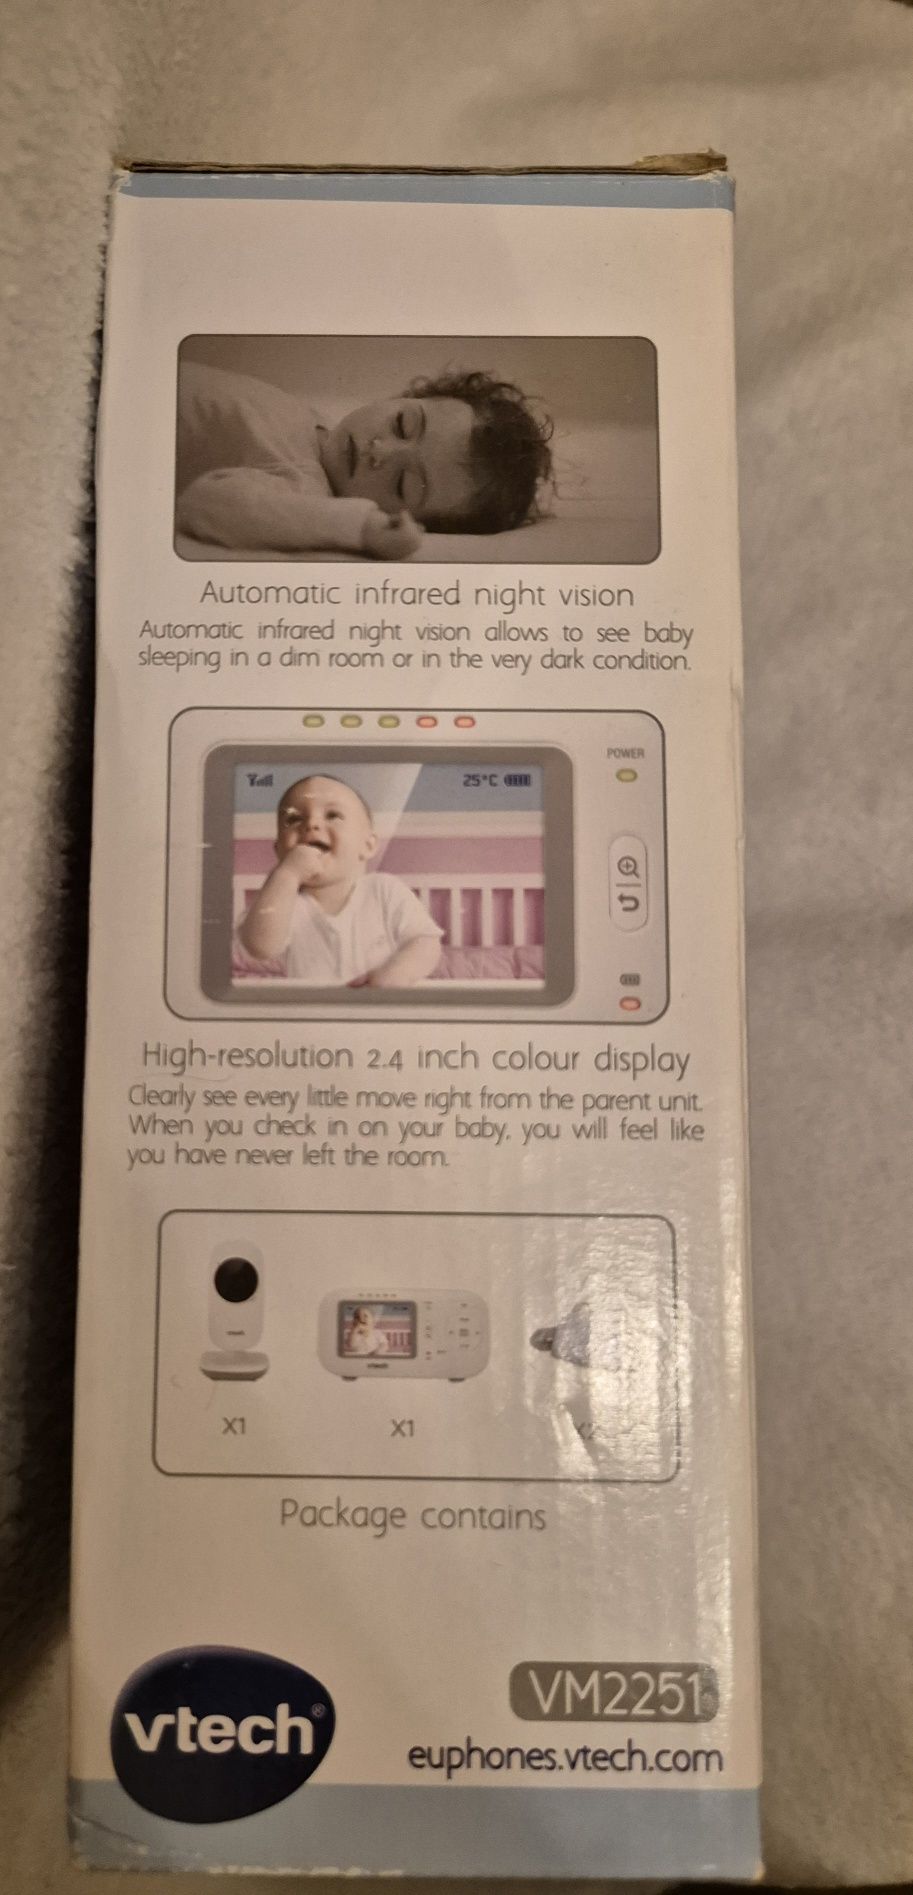 Automatic infrared night vision
Automatic infrared night vision allows to see baby
sleeping in a dim room or in the very dark condition.
25°C
POWER
High-resolution 2.4 inch colour display
Clearly see every little move right from the parent unit.
When you check in on your baby, you will feel like
you have never left the room.
vtech
vtech
X1
X1
X2
Package contains
vtech®
VM2251
euphones.vtech.com